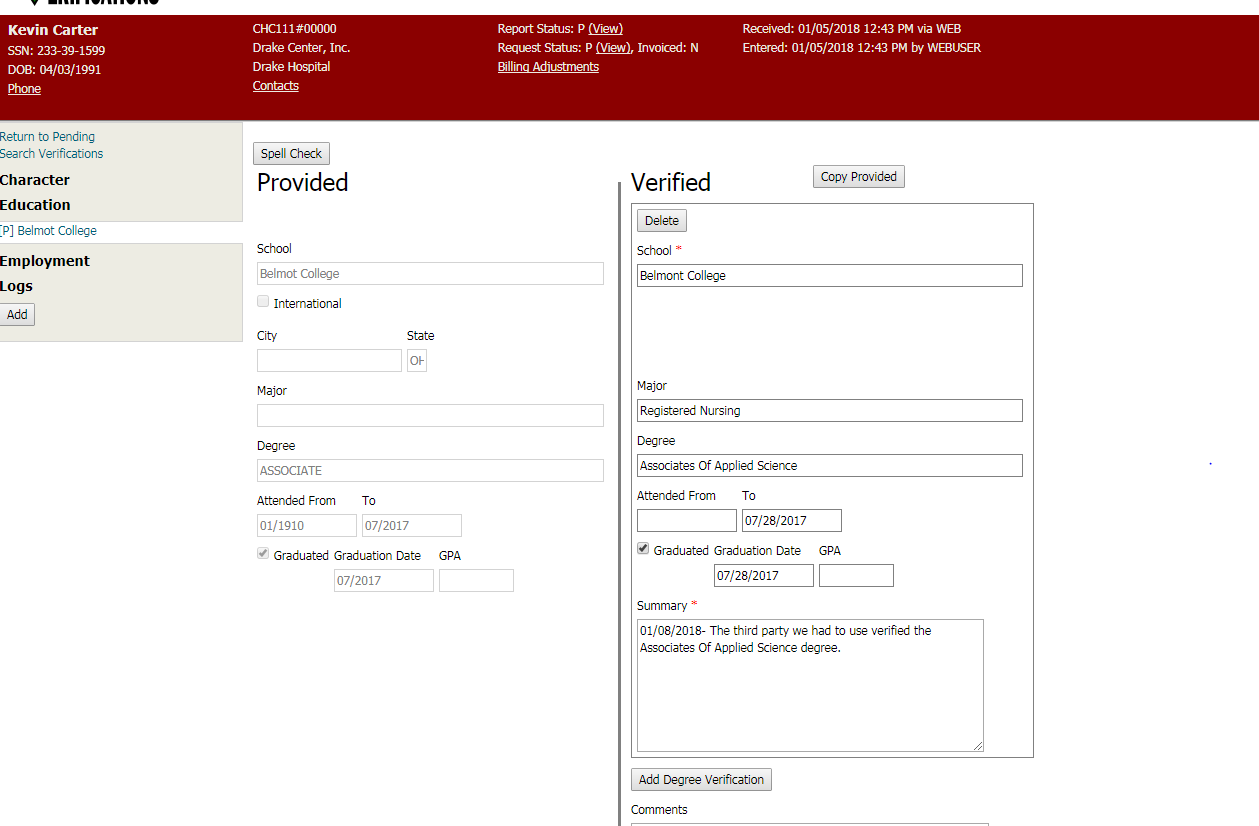 Kevin Carter
SSN: 233-39-1599
DOB: 04/03/1991
Phone
CHC111#00000
Drake Center, Inc.
Drake Hospital
Contacts
Report Status: P (View)
Request Status: P (View), Invoiced: N
Billing Adjustments
Received: 01/05/2018 12:43 PM via WEB
Entered: 01/05/2018 12:43 PM by WEBUSER
Return to Pending
Search Verifications
Character
Education
[P] Belmot College
Employment
Logs
Add
Spell Check
Provided
School
Belmot College
International
City State
OH
Major
Degree
ASSOCIATE
Attended From To
01/1910 07/2017
Graduated Graduation Date GPA
07/2017
Verified
Copy Provided
Delete
School *
Belmont College
Major
Registered Nursing
Degree
Associates Of Applied Science
Attended From To
07/28/2017
Graduated Graduation Date GPA
07/28/2017
Summary *
01/08/2018- The third party we had to use verified the
Associates Of Applied Science degree.
Add Degree Verification
Comments